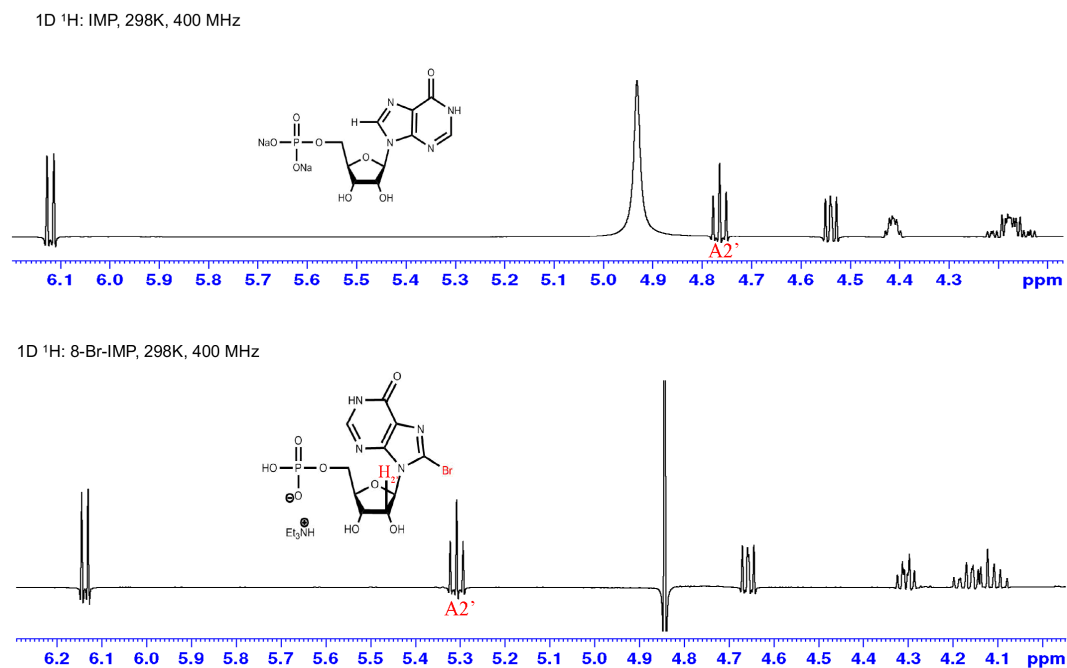 1D ¹H: IMP, 298K, 400 MHz
O
N
NH
H
N
N
O
NaO
P
O
ONa
O
HO
OH
A2'
6.1 6.0 5.9 5.8 5.7 5.6 5.5 5.4 5.3 5.2 5.1 5.0 4.9 4.8 4.7 4.6 4.5 4.4 4.3 ppm
1D ¹H: 8-Br-IMP, 298K, 400 MHz
O
HN
N
N
N
Br
O
HO
P
O
H2'
O
O
⊖
⊕
Et3NH
HO
OH
A2'
6.2 6.1 6.0 5.9 5.8 5.7 5.6 5.5 5.4 5.3 5.2 5.1 5.0 4.9 4.8 4.7 4.6 4.5 4.4 4.3 4.2 4.1 ppm